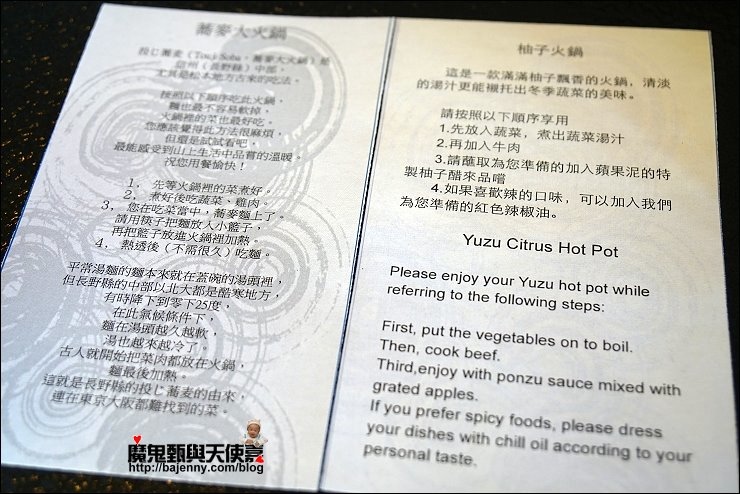 蕎麥大火鍋
投じ蕎麦（Touji Soba，蕎麥大火鍋）是
信州（長野縣）中部，
尤其是松本地方古來的吃法。
按照以下順序吃此火鍋，
麵也最不容易軟掉，
火鍋裡的菜也最好吃。
您應該覺得此方法很麻煩，
但還是試試看吧，
最能感受到山上生活中品嘗的溫暖。
祝您用餐愉快！
1． 先等火鍋裡的菜煮好。
2． 煮好後吃蔬菜、雞肉。
3． 您在吃菜當中，蕎麥麵上了。
請用筷子把麵放入小籃子，
再把籃子放進火鍋裡加熱。
4． 熱透後（不需很久）吃麵。
平常湯麵的麵本來就在蓋碗的湯頭裡，
但長野縣的中部以北大都是酷寒地方，
有時降下到零下25度，
在此氣候條件下，
麵在湯頭越久越軟，
湯也越來越冷了。
古人就開始把菜肉都放在火鍋，
麵最後加熱。
這就是長野縣的投じ蕎麦的由來，
連在東京大阪都難找到的菜。
柚子火鍋
這是一款滿滿柚子飄香的火鍋，清淡
的湯汁更能襯托出冬季蔬菜的美味。
請按照以下順序享用
1.先放入蔬菜，煮出蔬菜湯汁
2.再加入牛肉
3.請蘸取為您準備的加入蘋果泥的特
製柚子醋來品嚐
4.如果喜歡辣的口味，可以加入我們
為您準備的紅色辣椒油。
Yuzu Citrus Hot Pot
Please enjoy your Yuzu hot pot while
referring to the following steps:
First, put the vegetables on to boil.
Then, cook beef.
Third,enjoy with ponzu sauce mixed with
grated apples.
If you prefer spicy foods, please dress
your dishes with chill oil according to your
personal taste.
魔鬼甄與天使嘉
http://bajenny.com/blog